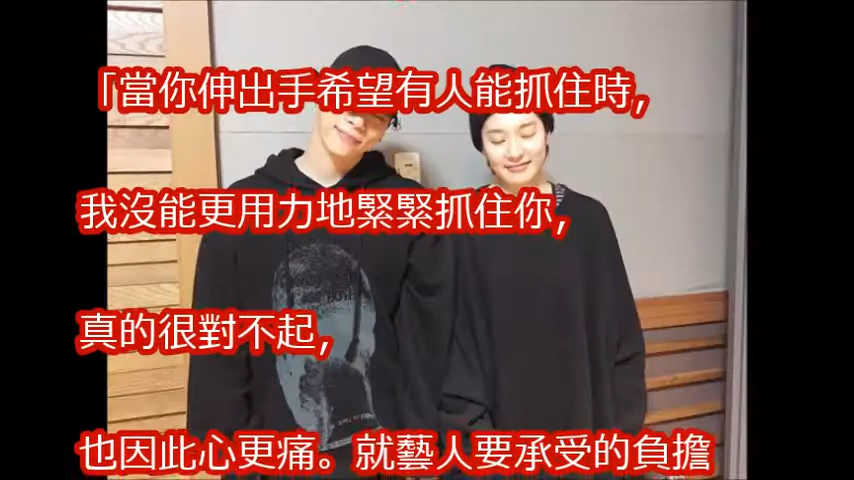 「當你伸出手希望有人能抓住時,
我沒能更用力地緊緊抓住你,
真的很對不起,
也因此心更痛。就藝人要承受的負擔